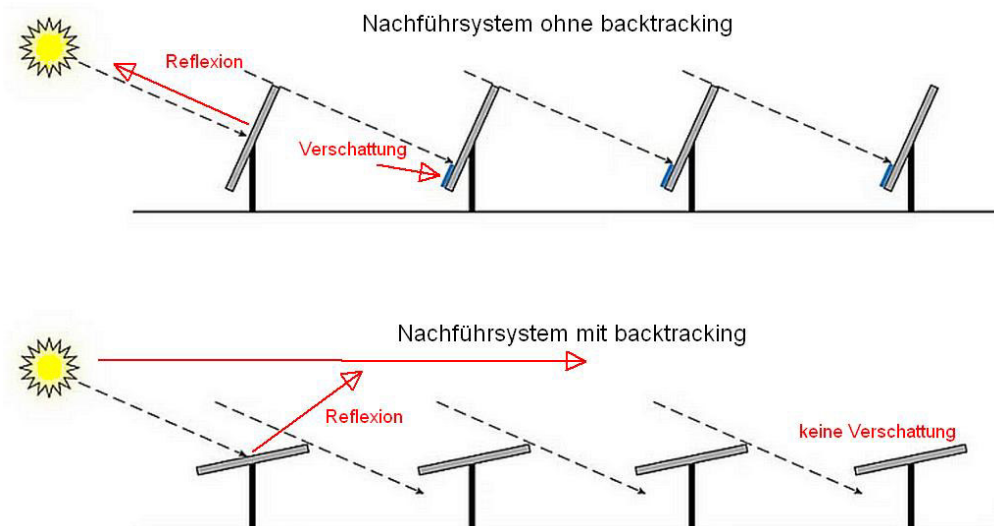 Nachführsystem ohne backtracking
Reflexion
Verschattung
Nachführsystem mit backtracking
Reflexion
keine Verschattung